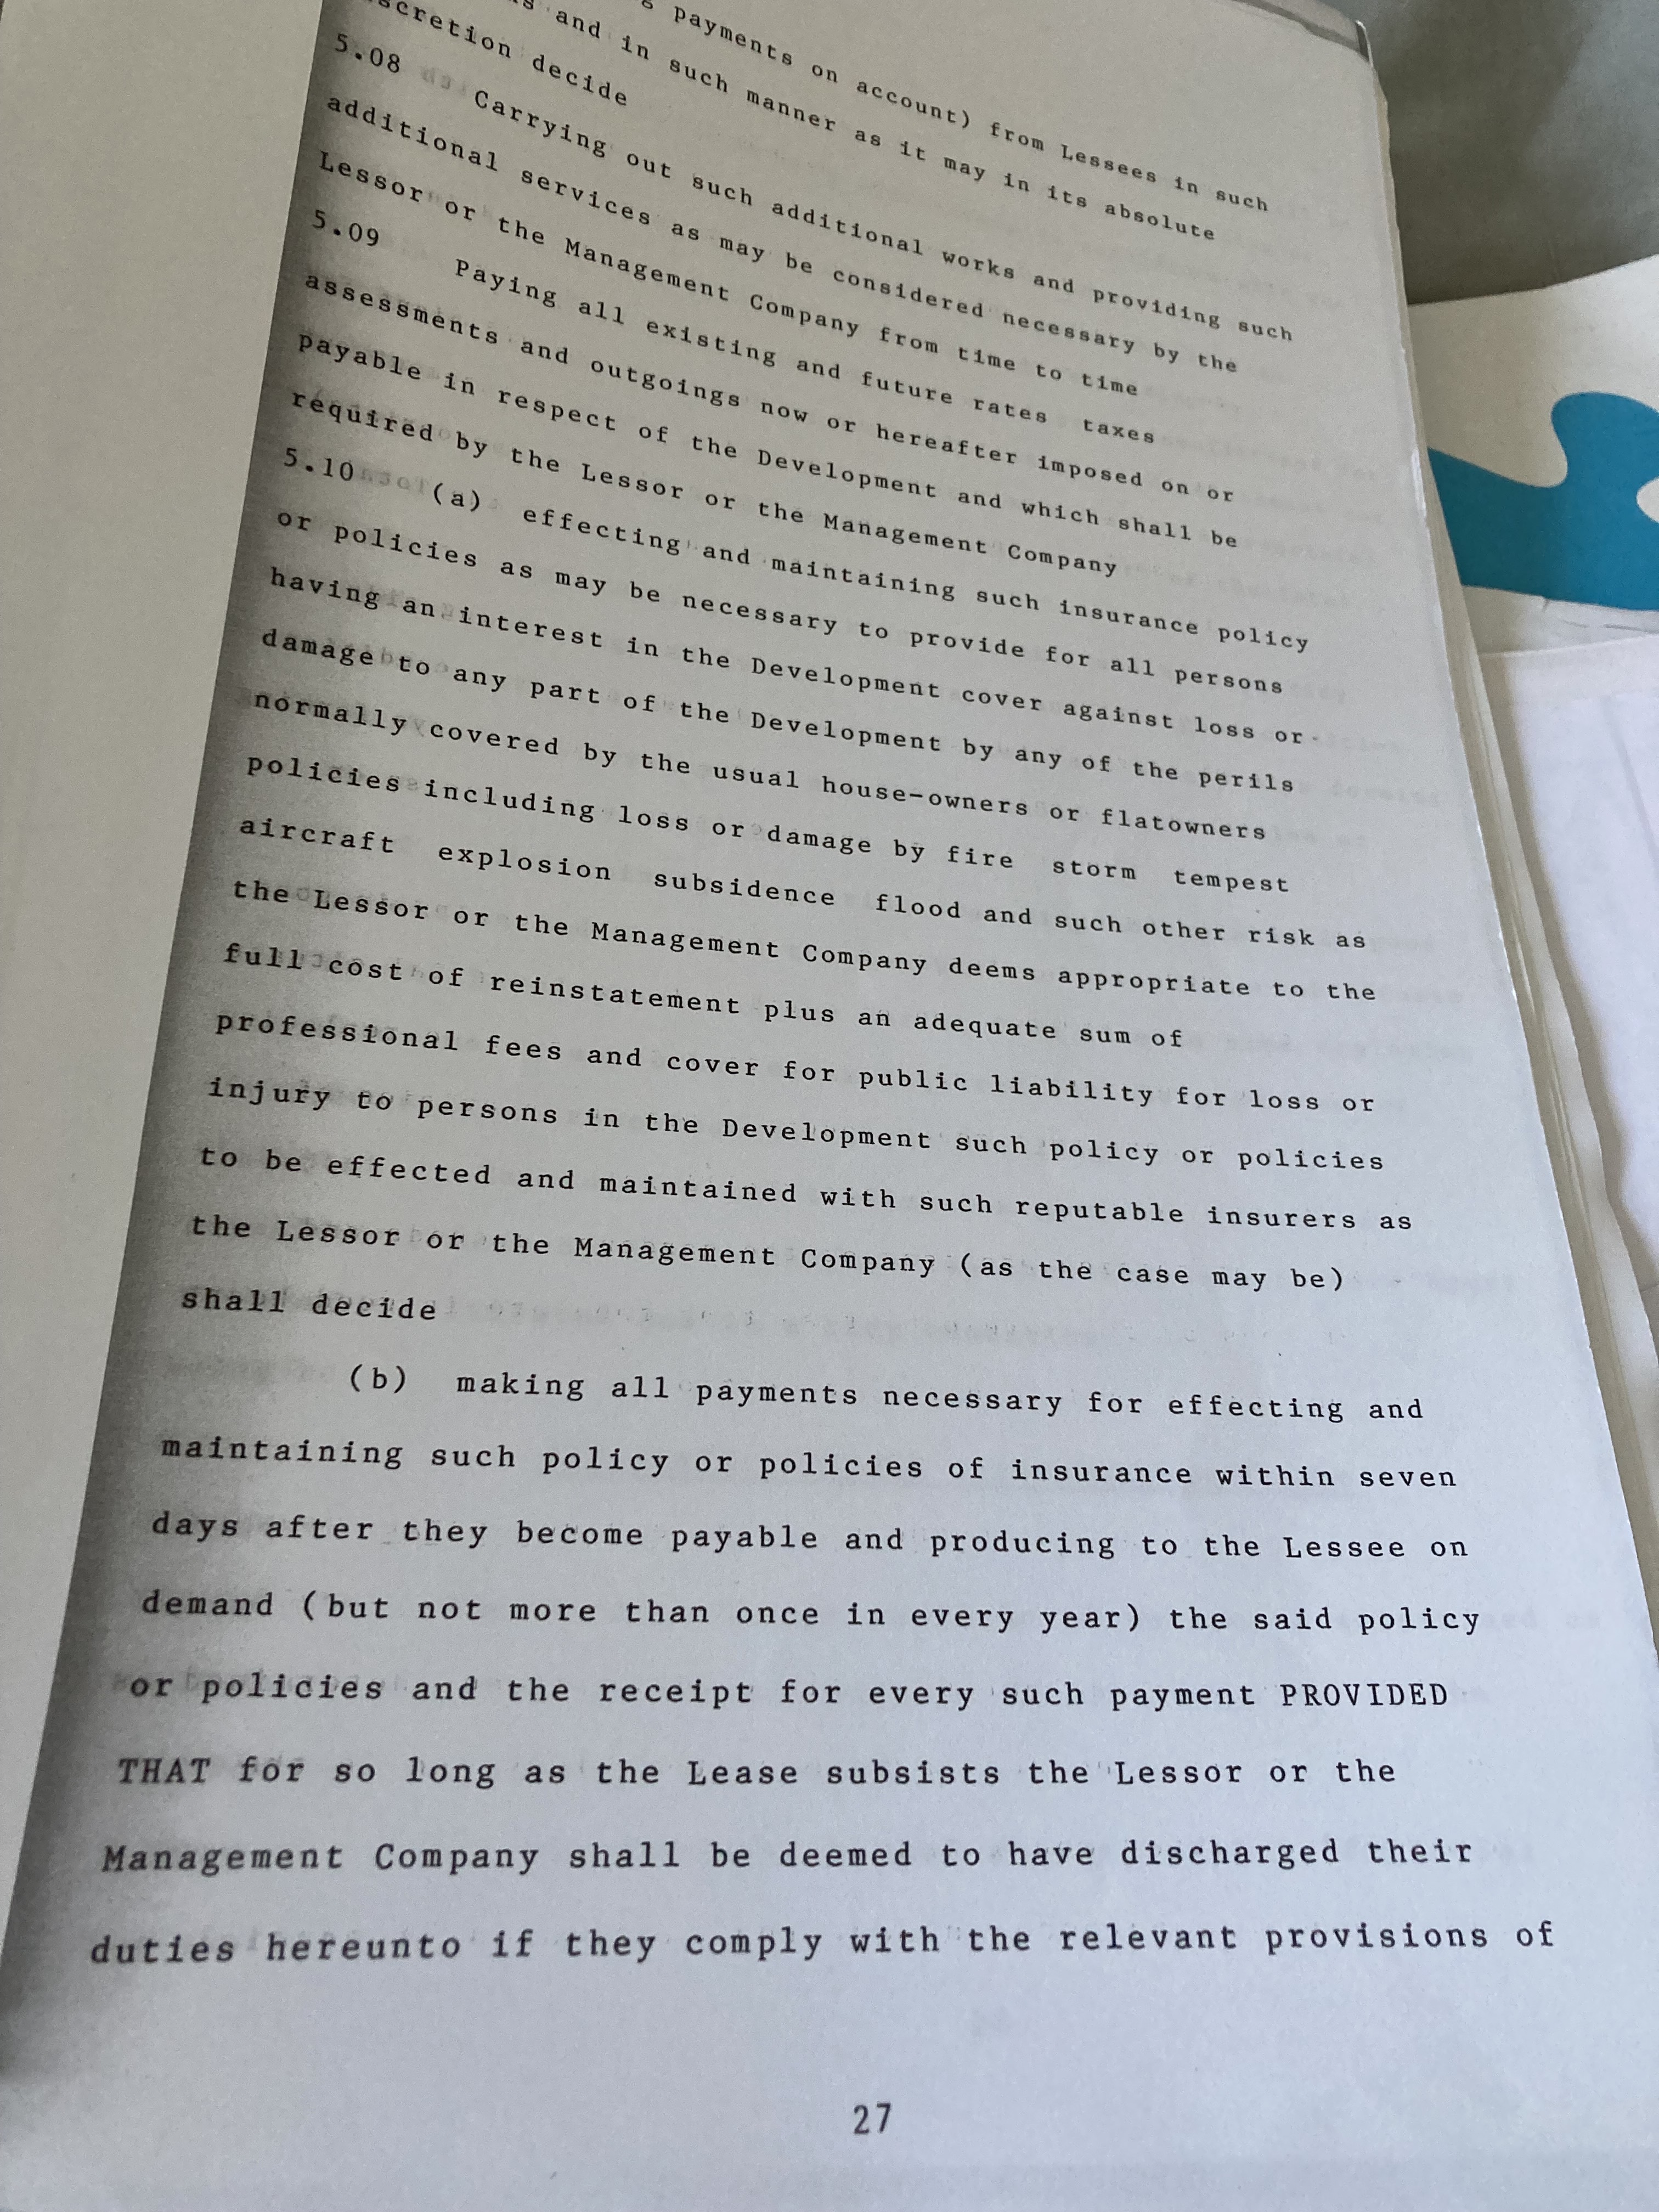 payments on account) from Lessees in such
and in such manner as it may in its absolute
decide
5.08 Carrying out such additional works and providing such
additional services as may be considered necessary by the
Lessor or the Management Company from time to time
5.09 Paying all existing and future rates taxes
assessments and outgoings now or hereafter imposed on or
payable in respect of the Development and which shall be
required by the Lessor or the Management Company
5.10 (a) effecting and maintaining such insurance policy
or policies as may be necessary to provide for all persons
having an interest in the Development cover against loss or
damage to any part of the Development by any of the perils
normally covered by the usual house-owners or flatowners
policies including loss or damage by fire storm tempest
aircraft explosion subsidence flood and such other risk as
the Lessor or the Management Company deems appropriate to the
full cost of reinstatement plus an adequate sum of
professional fees and cover for public liability for loss or
injury to persons in the Development such policy or policies
to be effected and maintained with such reputable insurers as
the Lessor or the Management Company (as the case may be)
shall decide
(b) making all payments necessary for effecting and
maintaining such policy or policies of insurance within seven
days after they become payable and producing to the Lessee on
demand (but not more than once in every year) the said policy
or policies and the receipt for every such payment PROVIDED
THAT for so long as the Lease subsists the Lessor or the
Management Company shall be deemed to have discharged their
duties hereunto if they comply with the relevant provisions of
27